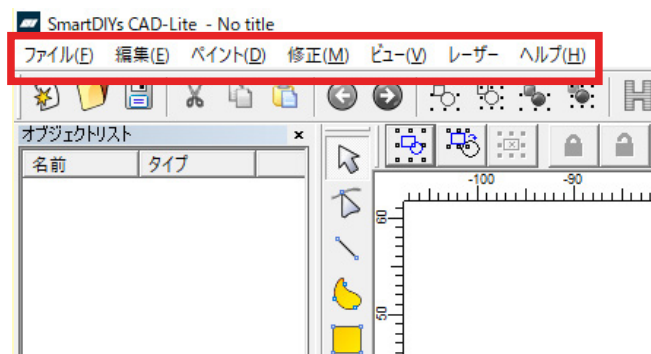 SmartDIYs CAD-Lite - No title
ファイル(F) 編集(E) ペイント(D) 修正(M) ビュー(V) レーザー ヘルプ(H)
オブジェクトリスト
名前 タイプ
-100 -90
60
50